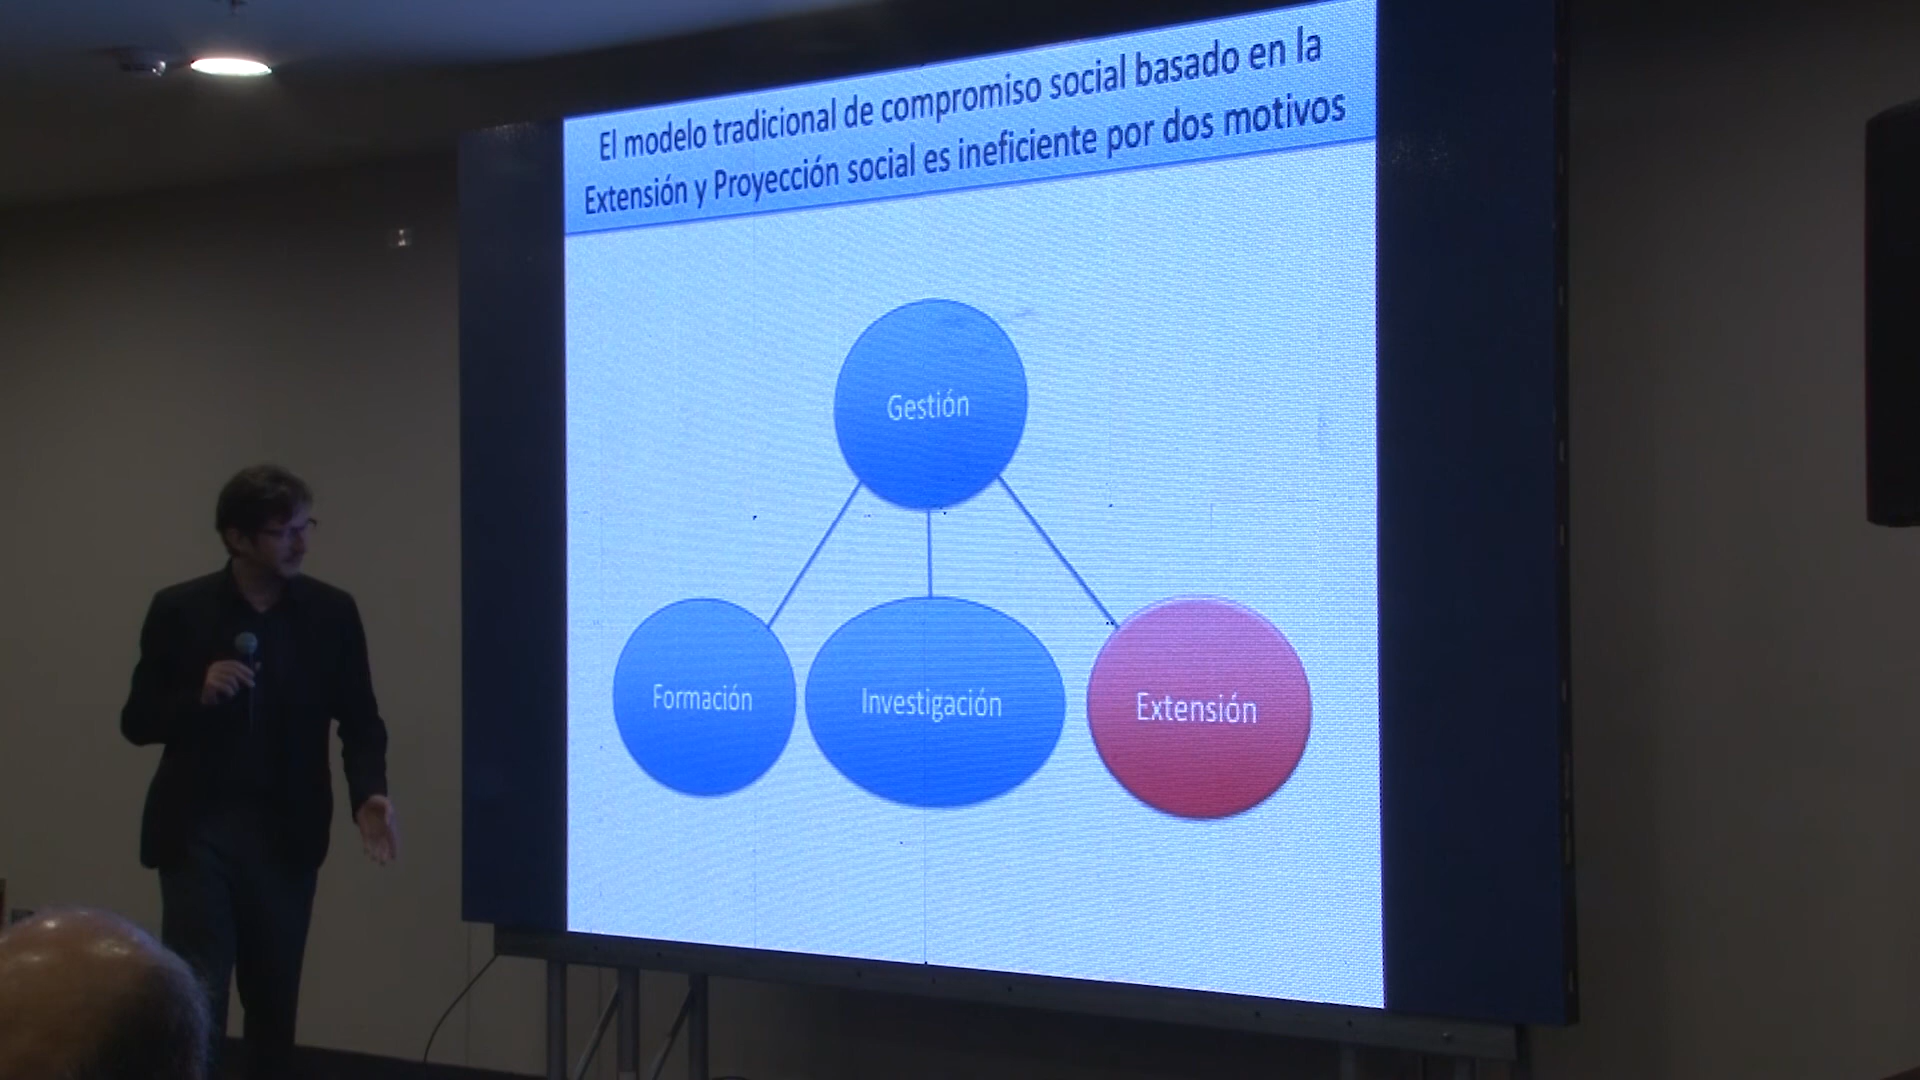 El modelo tradicional de compromiso social basado en la
Extensión y Proyección social es ineficiente por dos motivos
Gestión
Formación
Investigación
Extensión